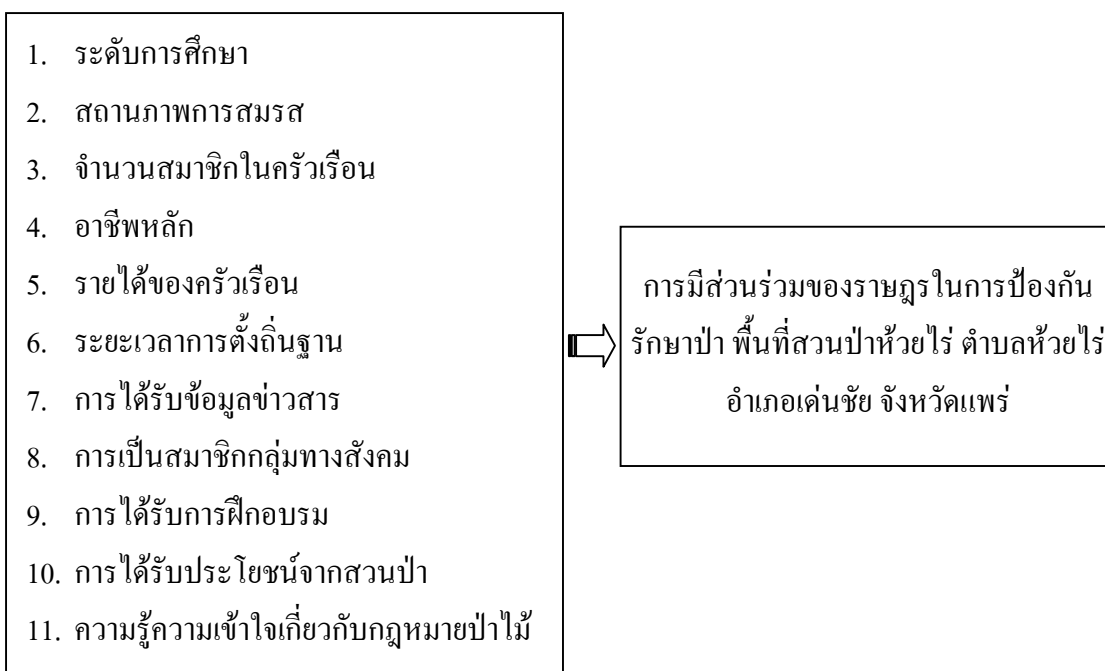 1. ระดับการศึกษา
2. สถานภาพการสมรส
3. จำนวนสมาชิกในครัวเรือน
4. อาชีพหลัก
5. รายได้ของครัวเรือน
6. ระยะเวลาการตั้งถิ่นฐาน
7. การได้รับข้อมูลข่าวสาร
8. การเป็นสมาชิกกลุ่มทางสังคม
9. การได้รับการฝึกอบรม
10. การได้รับประโยชน์จากสวนป่า
11. ความรู้ความเข้าใจเกี่ยวกับกฎหมายป่าไม้
การมีส่วนร่วมของราษฎรในการป้องกัน
รักษาป่า พื้นที่สวนป่าห้วยไร่ ตำบลห้วยไร่
อำเภอเด่นชัย จังหวัดแพร่